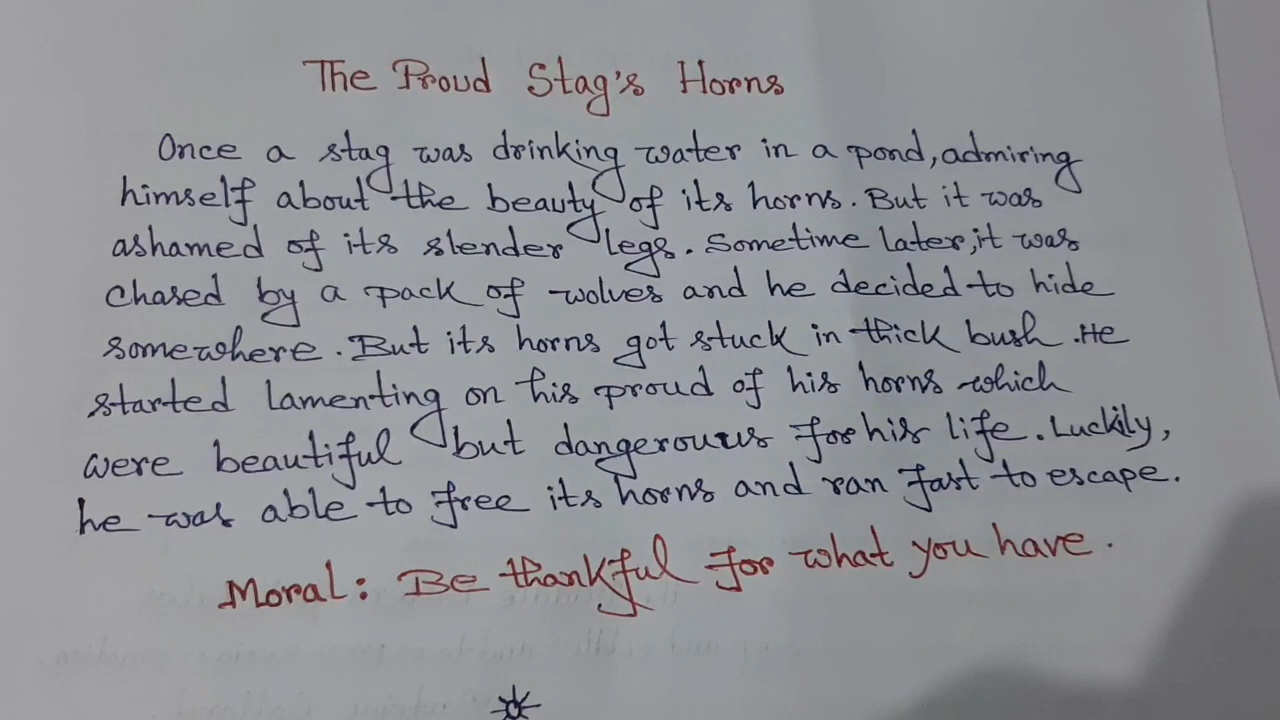 The Proud Stag's Horns
Once a stag was drinking water in a pond, admiring
himself about the beauty of its horns. But it was
ashamed of its slender legs. Sometime later, it was
chased by a pack of wolves and he decided to hide
somewhere. But its horns got stuck in thick bush. He
started lamenting on his proud of his horns which
were beautiful but dangerouus for his life. Luckily,
he was able to free its horns and ran fast to escape.
Moral: Be thankful for what you have.